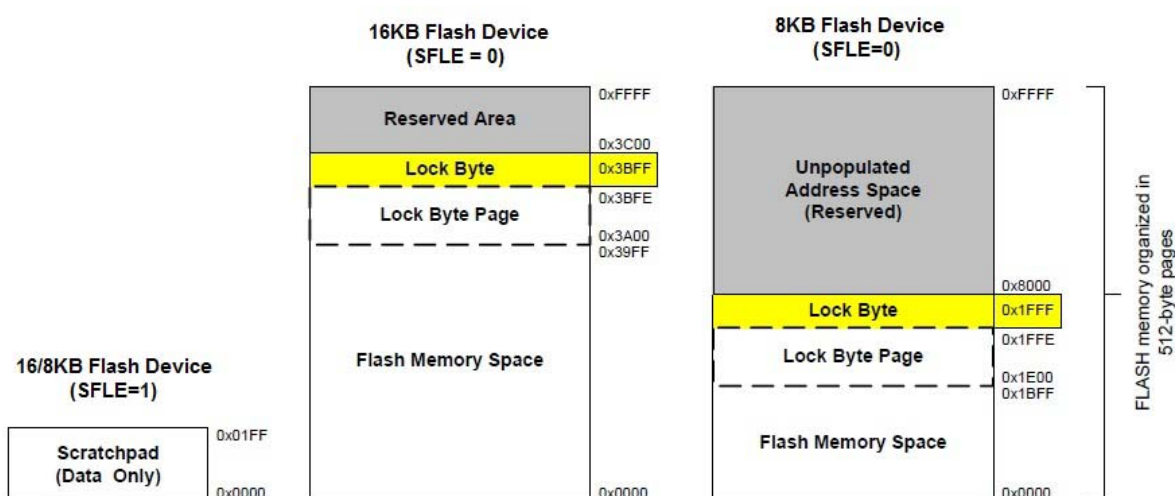 16KB Flash Device
(SFLE = 0)
0xFFFF
Reserved Area
0x3C00
Lock Byte
0x3BFF
0x3BFE
Lock Byte Page
0x3A00
0x39FF
Flash Memory Space
0x0000
8KB Flash Device
(SFLE=0)
0xFFFF
Unpopulated
Address Space
(Reserved)
0x8000
Lock Byte
0x1FFF
0x1FFE
Lock Byte Page
0x1E00
0x1BFF
Flash Memory Space
0x0000
FLASH memory organized in
512-byte pages
16/8KB Flash Device
(SFLE=1)
0x01FF
Scratchpad
(Data Only)
0x0000